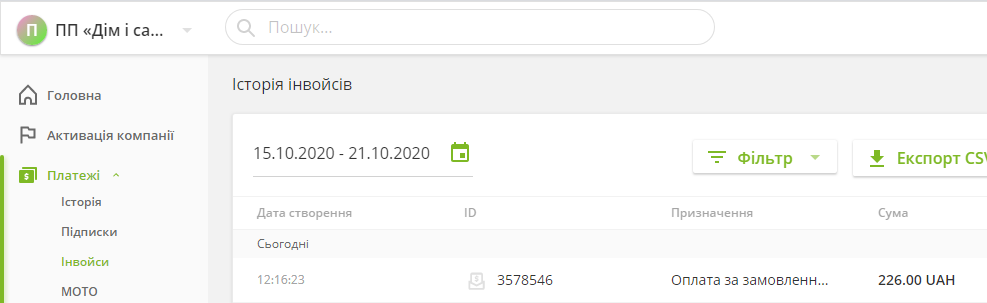 П ПП «Дім і са...
Пошук...
Головна
Активація компанії
Платежі
Історія
Підписки
Інвойси
МОТО
Історія інвойсів
15.10.2020 - 21.10.2020
Фільтр
Експорт CSV
Дата створення ID Призначення Сума
Сьогодні
12:16:23 3578546 Оплата за замовленн... 226.00 UAH